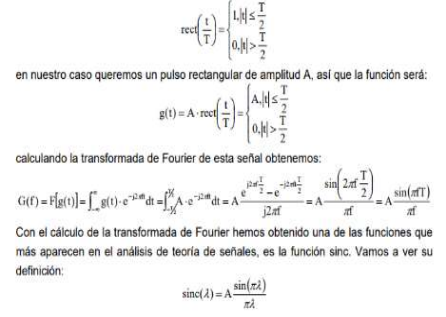 rect(t/T) = { 1, |t| ≤ T/2
0, |t| > T/2
en nuestro caso queremos un pulso rectangular de amplitud A, así que la función será:
g(t) = A · rect(t/T) = { A, |t| ≤ T/2
0, |t| > T/2
calculando la transformada de Fourier de esta señal obtenemos:
G(f) = F[g(t)] = ∫_{-∞}^{∞} g(t) · e^{-j2πft} dt = ∫_{-T/2}^{T/2} A · e^{-j2πft} dt = A (e^{j2πf T/2} − e^{-j2πf T/2}) / (j2πf) = A sin(2πf T/2) / (πf) = A sin(πfT) / (πf)
Con el cálculo de la transformada de Fourier hemos obtenido una de las funciones que
más aparecen en el análisis de teoría de señales, es la función sinc. Vamos a ver su
definición:
sinc(λ) = A sin(πλ) / (πλ)